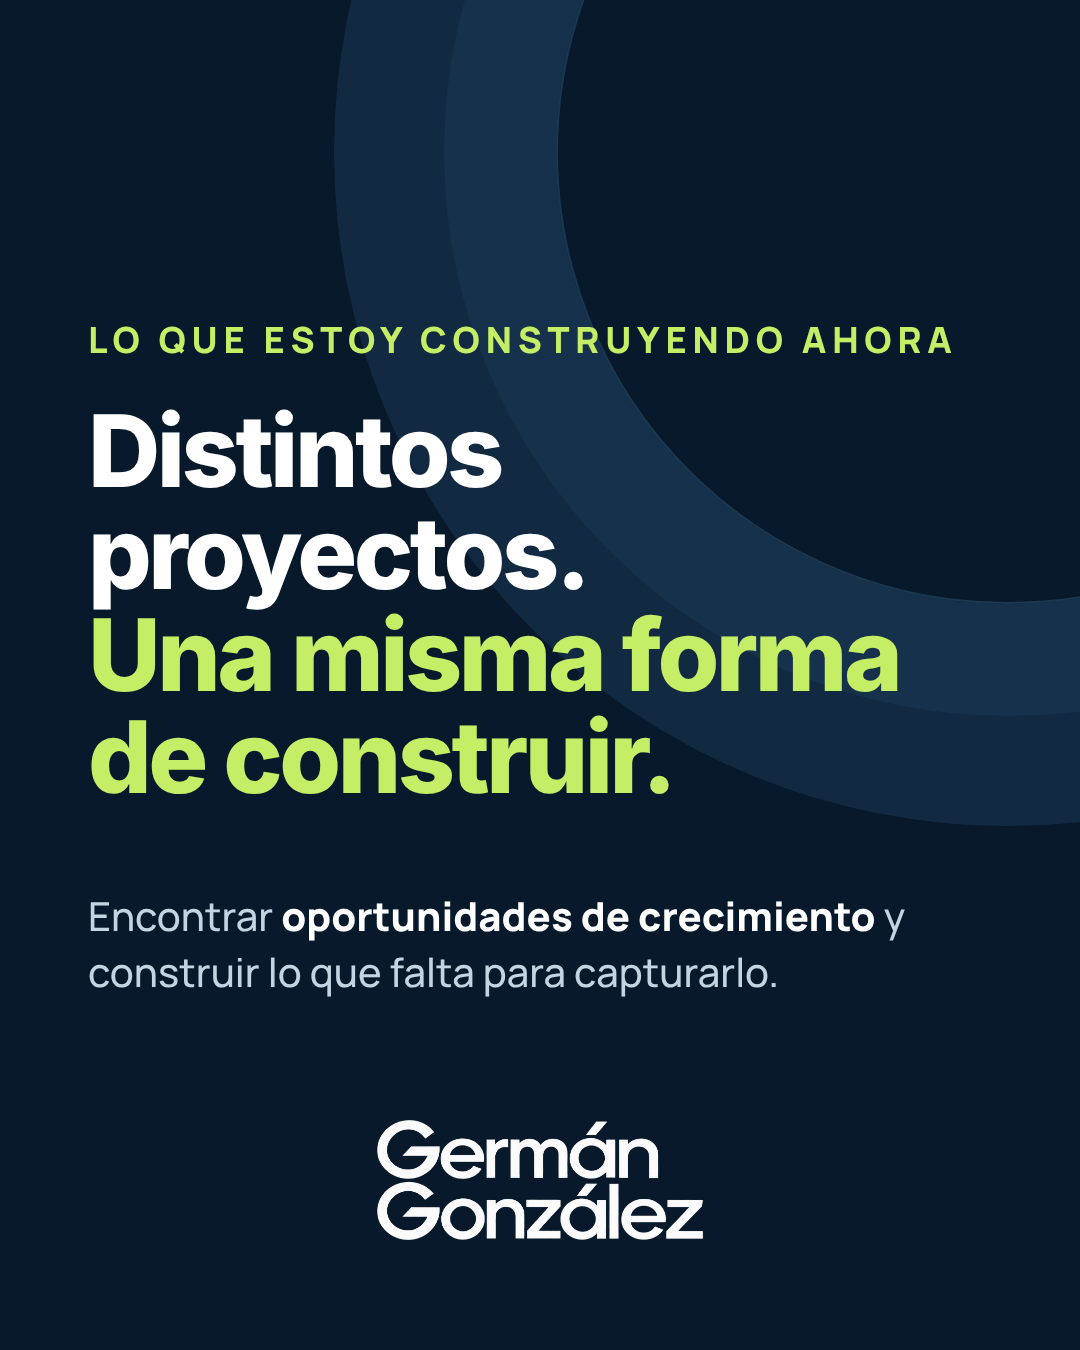 LO QUE ESTOY CONSTRUYENDO AHORA
Distintos
proyectos.
Una misma forma
de construir.
Encontrar oportunidades de crecimiento y
construir lo que falta para capturarlo.
Germán
González